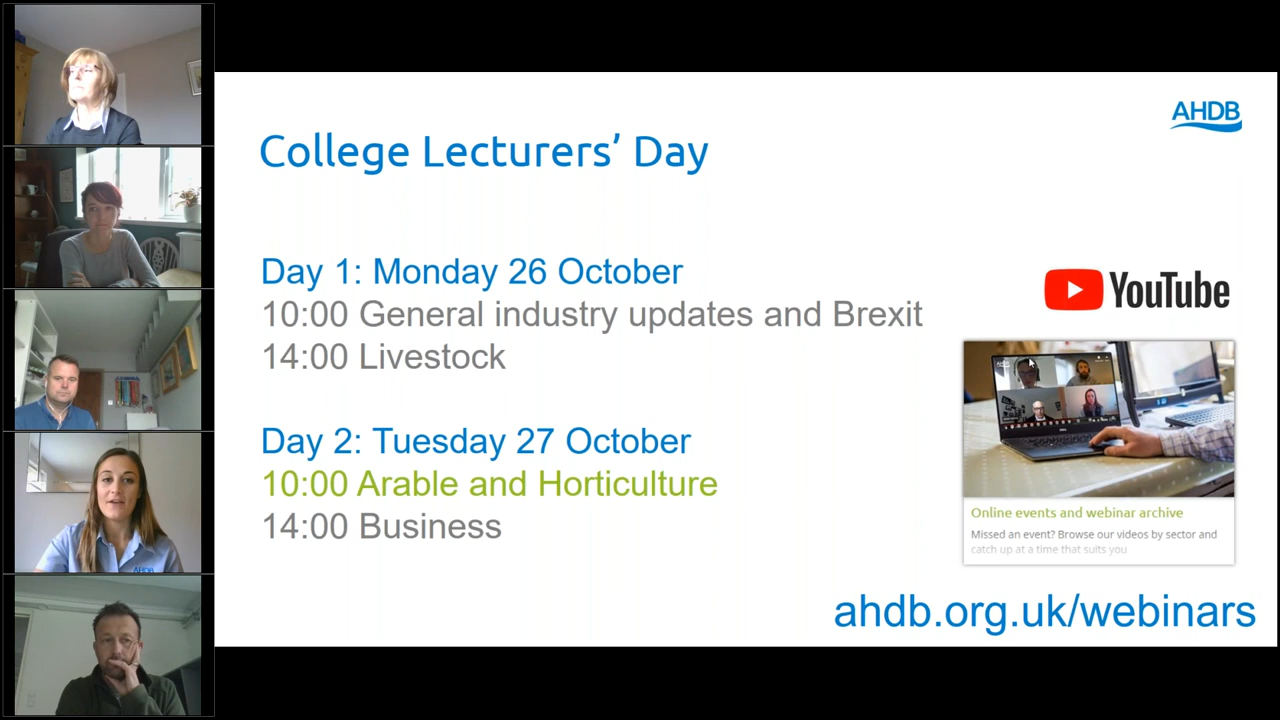 AHDB
College Lecturers’ Day
Day 1: Monday 26 October
10:00 General industry updates and Brexit
14:00 Livestock
YouTube
Day 2: Tuesday 27 October
10:00 Arable and Horticulture
14:00 Business
Online events and webinar archive
Missed an event? Browse our videos by sector and
catch up at a time that suits you
ahdb.org.uk/webinars
AHDB